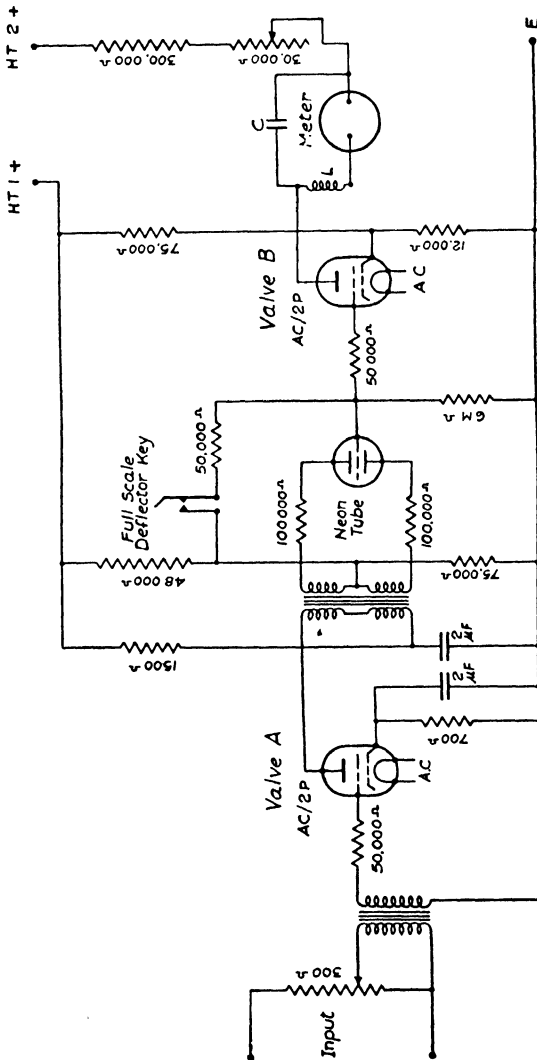 Input
300 Ω
50,000 Ω
Valve A
AC/2P
A.C
700 Ω
2 μF
2 μF
1500 Ω
48,000 Ω
75,000 Ω
Full Scale
Deflector Key
50,000 Ω
100000 Ω
Neon
Tube
100,000 Ω
6M Ω
50 000 Ω
Valve B
AC/2P
A C
75,000 Ω
12,000 Ω
C
L
Meter
300,000 Ω
30,000 Ω
HT 1 +
HT 2 +
E